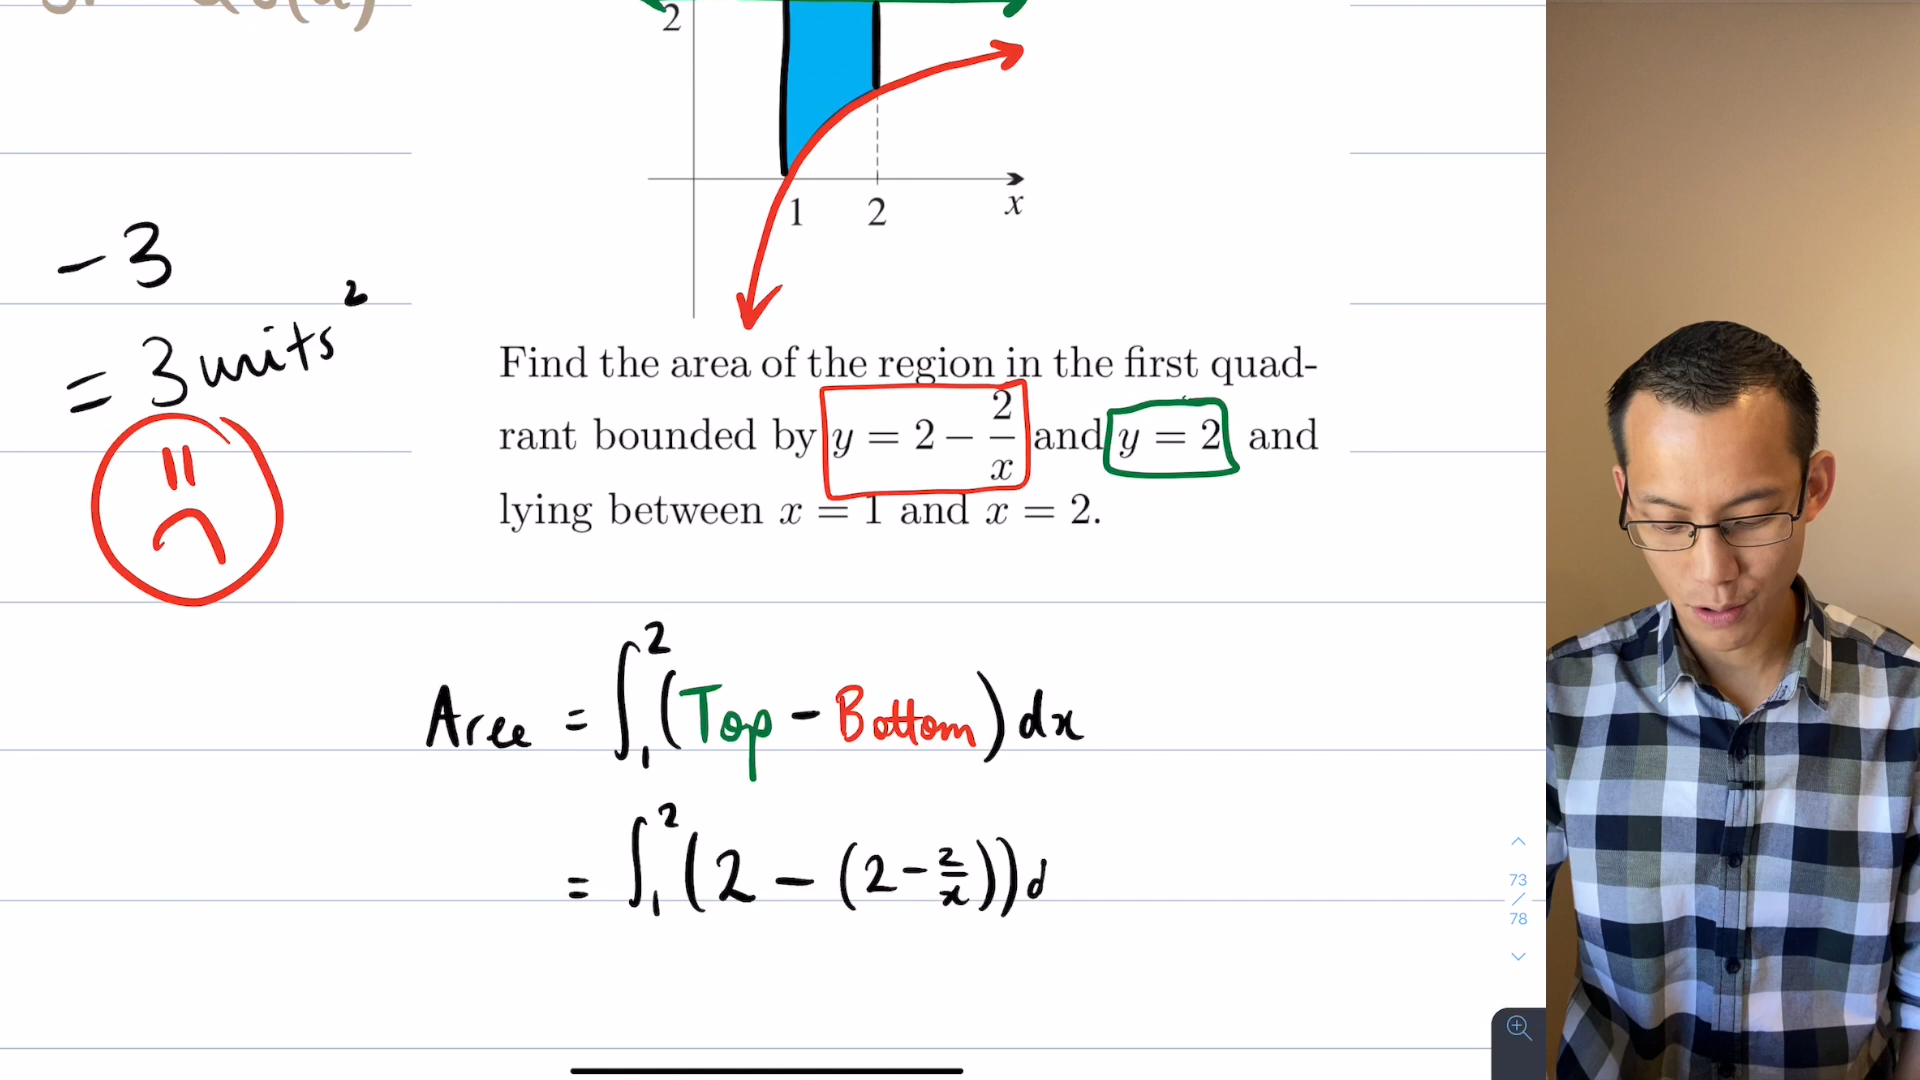 2
1 2 x
-3
= 3 units²
Find the area of the region in the first quad-
rant bounded by y = 2 - 2/x and y = 2 and
lying between x = 1 and x = 2.
Area = ∫₁² (Top - Bottom) dx
= ∫₁² (2 - (2 - 2/x)) d
73
/
78